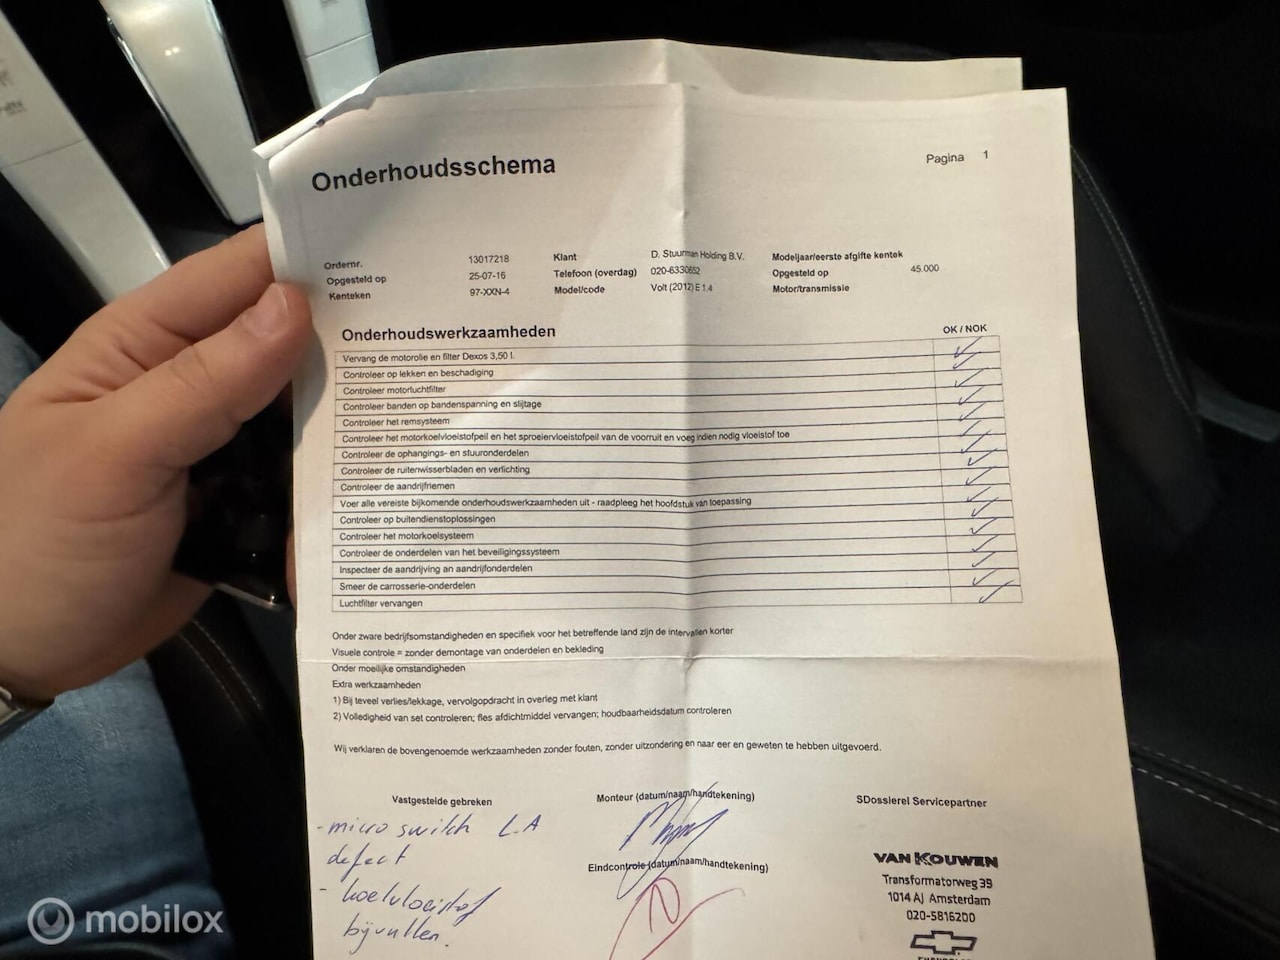 Onderhoudsschema
Pagina 1
Ordernr. 13017218 Klant D. Stuurman Holding B.V. Modeljaar/eerste afgifte kentek
Opgesteld op 25-07-16 Telefoon (overdag) 020-6330652 Opgesteld op 45.000
Kenteken 97-XXN-4 Model/code Volt (2012) E 1.4 Motor/transmissie
Onderhoudswerkzaamheden OK / NOK
Vervang de motorolie en filter Dexos 3,50 l.
Controleer op lekken en beschadiging
Controleer motorluchtfilter
Controleer banden op bandenspanning en slijtage
Controleer het remsysteem
Controleer het motorkoelvloeistofpeil en het sproeiervloeistofpeil van de voorruit en voeg indien nodig vloeistof toe
Controleer de ophangings- en stuuronderdelen
Controleer de ruitenwisserbladen en verlichting
Controleer de aandrijfriemen
Voer alle vereiste bijkomende onderhoudswerkzaamheden uit - raadpleeg het hoofdstuk van toepassing
Controleer op buitendienstoplossingen
Controleer het motorkoelsysteem
Controleer de onderdelen van het beveiligingssysteem
Inspecteer de aandrijving an aandrijfonderdelen
Smeer de carrosserie-onderdelen
Luchtfilter vervangen
Onder zware bedrijfsomstandigheden en specifiek voor het betreffende land zijn de intervallen korter
Visuele controle = zonder demontage van onderdelen en bekleding
Onder moeilijke omstandigheden
Extra werkzaamheden
1) Bij teveel verlies/lekkage, vervolgopdracht in overleg met klant
2) Volledigheid van set controleren; fles afdichtmiddel vervangen; houdbaarheidsdatum controleren
Wij verklaren de bovengenoemde werkzaamheden zonder fouten, zonder uitzondering en naar eer en geweten te hebben uitgevoerd.
Vastgestelde gebreken Monteur (datum/naam/handtekening) SDossierel Servicepartner
- micro switch L.A
defect
- koelvloeistof
bijvullen.
Eindcontrole (datum/naam/handtekening)
VAN KOUWEN
Transformatorweg 39
1014 AJ Amsterdam
020-5816200
mobilox